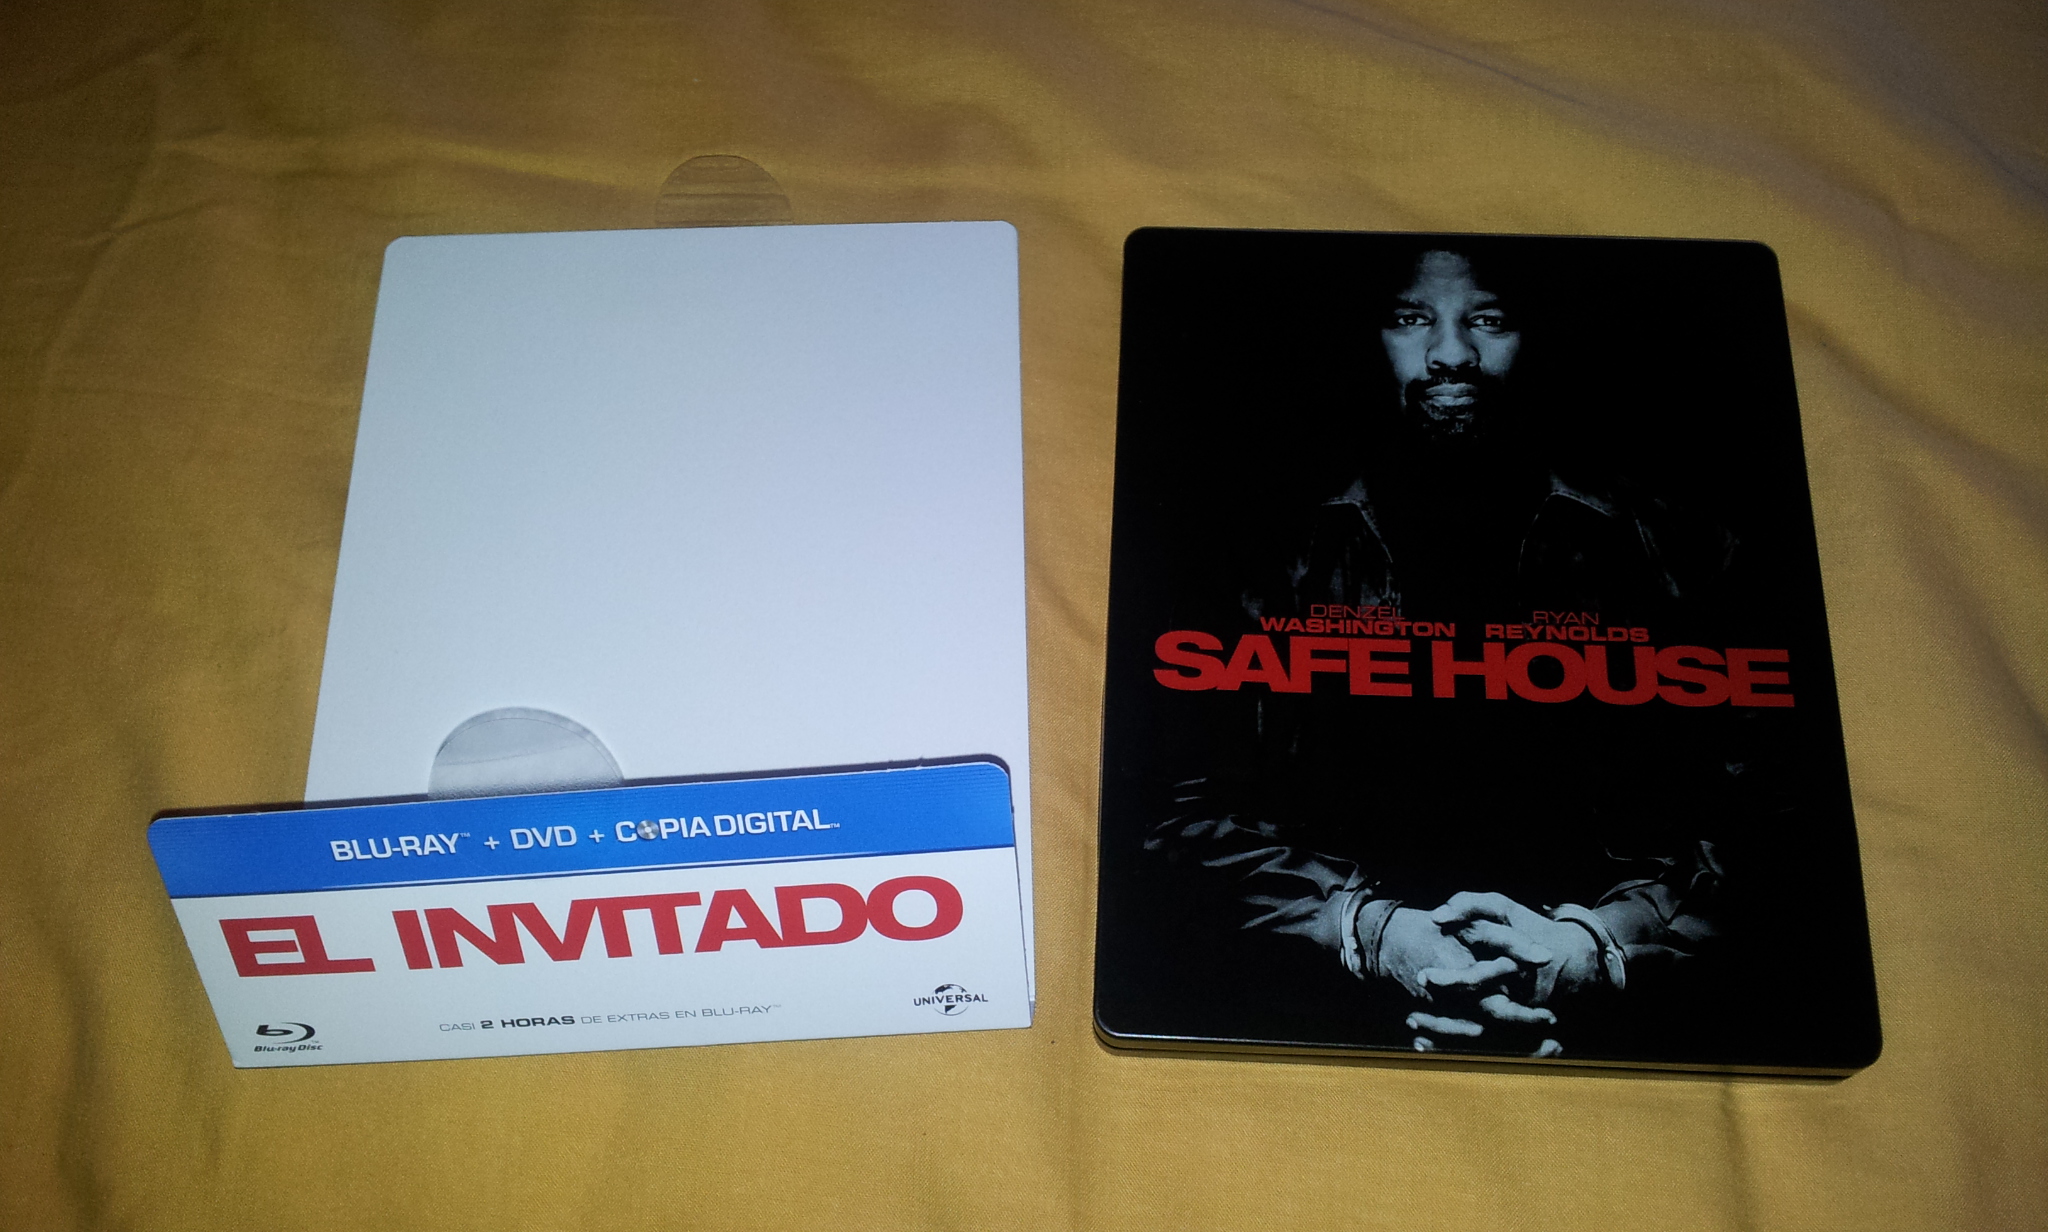 BLU-RAY™ + DVD + COPIA DIGITAL™
EL INVITADO
CASI 2 HORAS DE EXTRAS EN BLU-RAY™
Blu-ray Disc™
UNIVERSAL
DENZEL RYAN
WASHINGTON REYNOLDS
SAFE HOUSE